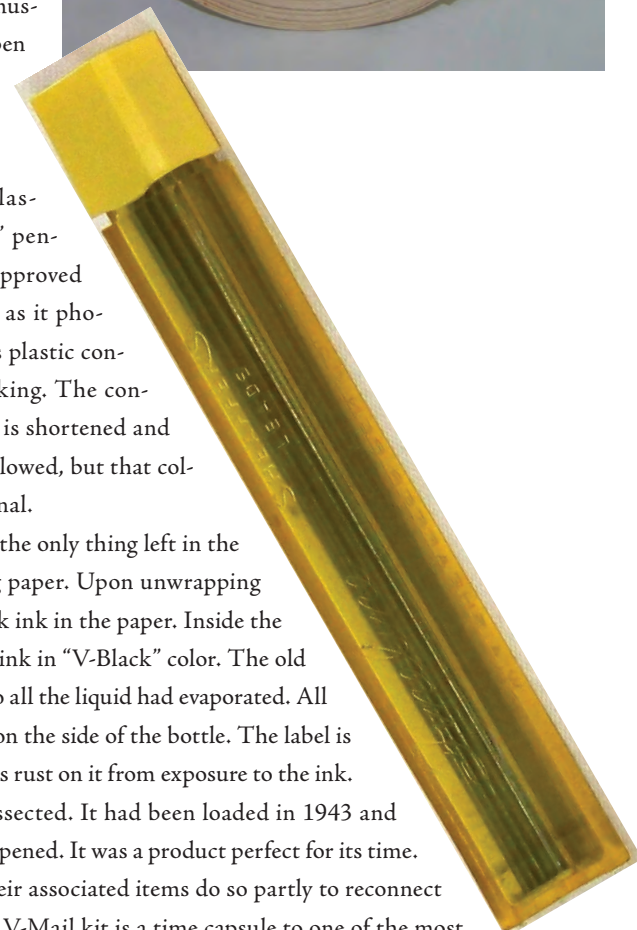 hus-
pen
las-
” pen-
pproved
as it pho-
s plastic con-
king. The con-
is shortened and
lowed, but that col-
nal.
the only thing left in the
g paper. Upon unwrapping
k ink in the paper. Inside the
ink in “V-Black” color. The old
o all the liquid had evaporated. All
on the side of the bottle. The label is
s rust on it from exposure to the ink.
ssected. It had been loaded in 1943 and
pened. It was a product perfect for its time.
eir associated items do so partly to reconnect
V-Mail kit is a time capsule to one of the most